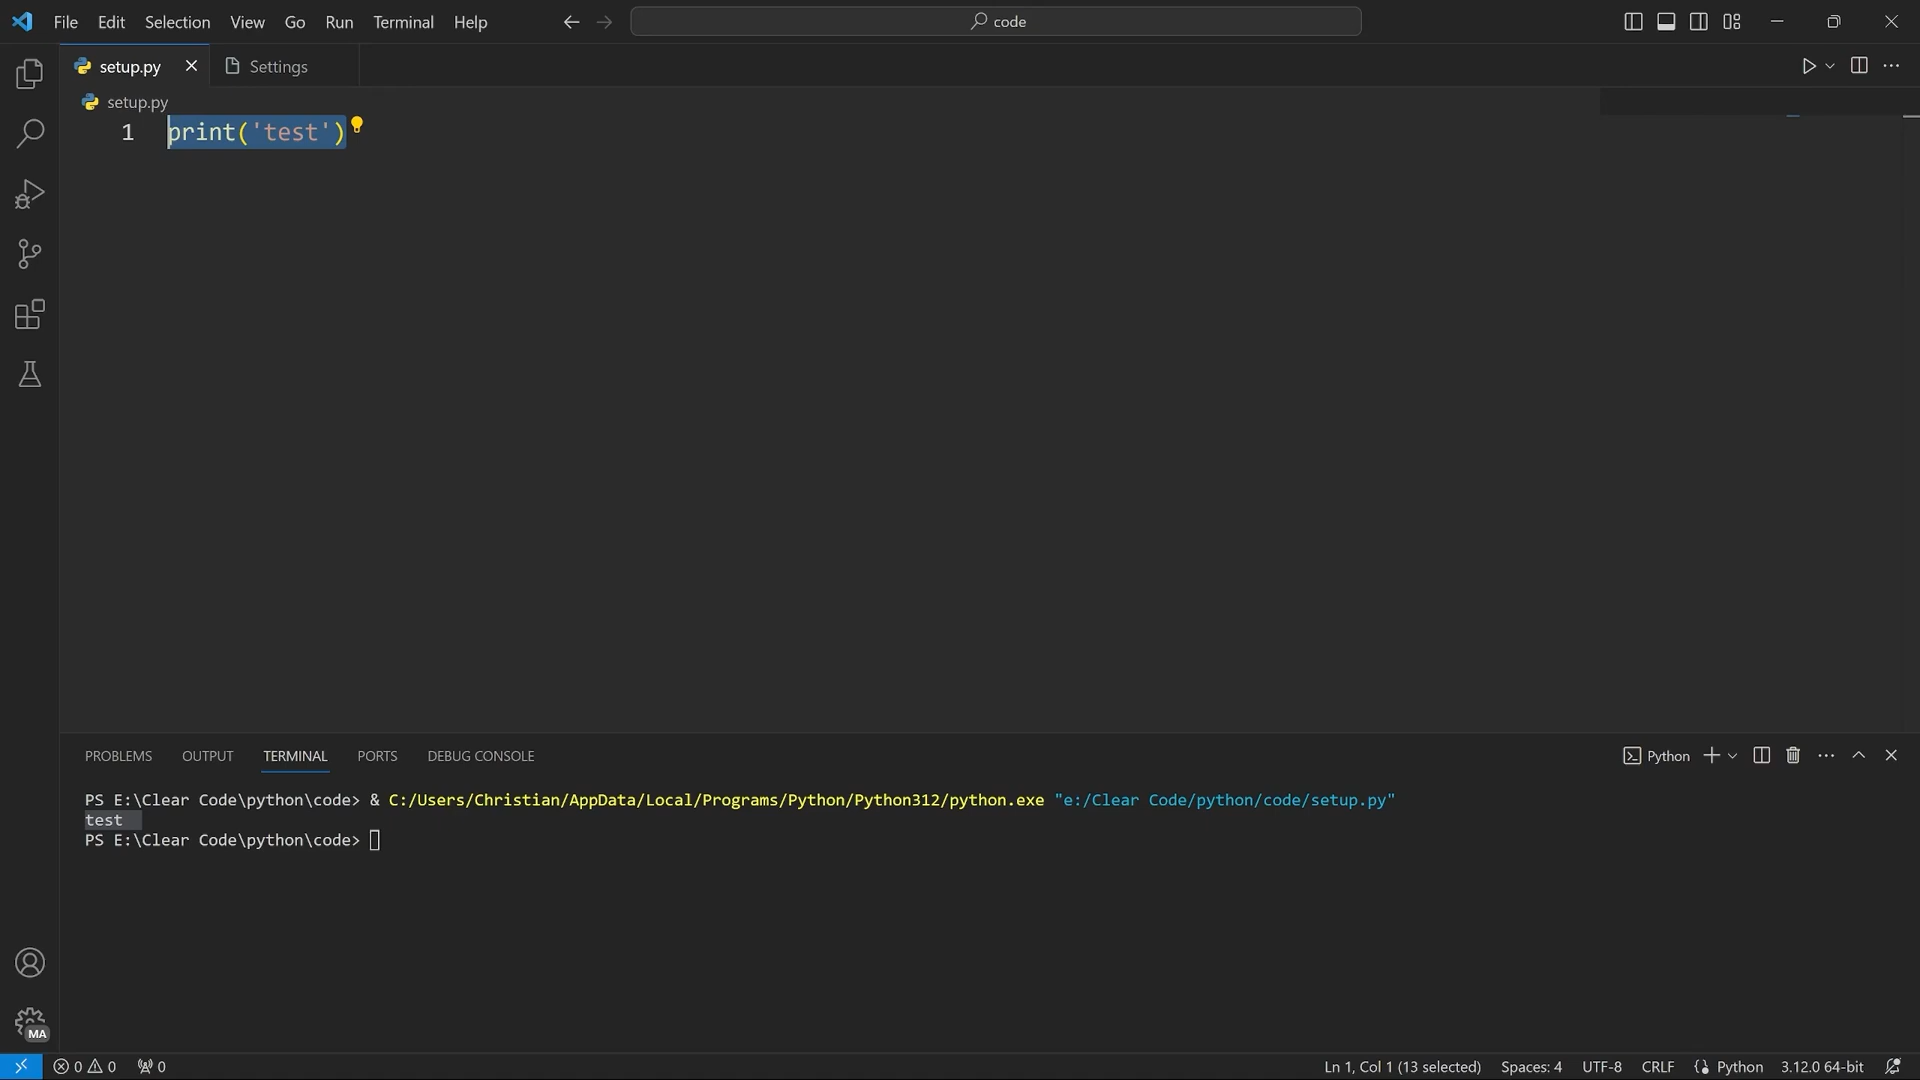 File Edit Selection View Go Run Terminal Help code
setup.py Settings
setup.py
1 print('test')
PROBLEMS OUTPUT TERMINAL PORTS DEBUG CONSOLE Python
PS E:\Clear Code\python\code> & C:/Users/Christian/AppData/Local/Programs/Python/Python312/python.exe "e:/Clear Code/python/code/setup.py"
test
PS E:\Clear Code\python\code>
MA
0 0 0 Ln 1, Col 1 (13 selected) Spaces: 4 UTF-8 CRLF Python 3.12.0 64-bit